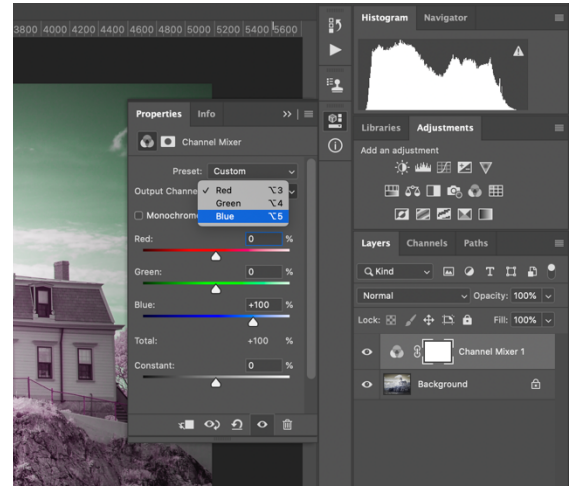 3800 4000 4200 4400 4600 4800 5000 5200 5400 5600
Properties Info
Channel Mixer
Preset: Custom
Output Channe
Red ⌥3
Green ⌥4
Blue ⌥5
Monochrom
Red: 0 %
Green: 0 %
Blue: +100 %
Total: +100 %
Constant: 0 %
Histogram Navigator
Libraries Adjustments
Add an adjustment
Layers Channels Paths
Kind
Normal Opacity: 100%
Lock: Fill: 100%
Channel Mixer 1
Background